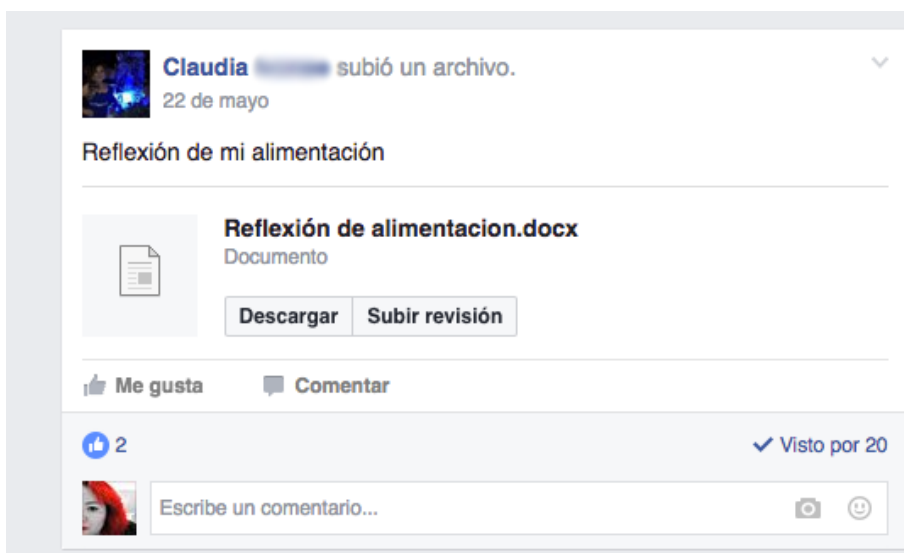 Claudia subió un archivo.
22 de mayo
Reflexión de mi alimentación
Reflexión de alimentacion.docx
Documento
Descargar Subir revisión
Me gusta Comentar
2 Visto por 20
Escribe un comentario...